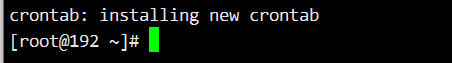 crontab: installing new crontab
[root@192 ~]#